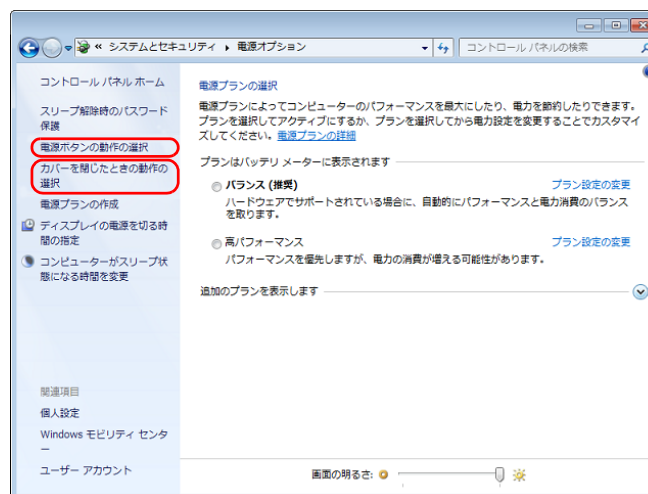 « システムとセキュリティ ▸ 電源オプション
コントロール パネルの検索
コントロール パネル ホーム
スリープ解除時のパスワード
保護
電源ボタンの動作の選択
カバーを閉じたときの動作の
選択
電源プランの作成
ディスプレイの電源を切る時
間の指定
コンピューターがスリープ状
態になる時間を変更
関連項目
個人設定
Windows モビリティ センタ
ー
ユーザー アカウント
電源プランの選択
電源プランによってコンピューターのパフォーマンスを最大にしたり、電力を節約したりできます。
プランを選択してアクティブにするか、プランを選択してから電力設定を変更することでカスタマイ
ズしてください。電源プランの詳細
プランはバッテリ メーターに表示されます
バランス (推奨) プラン設定の変更
ハードウェアでサポートされている場合に、自動的にパフォーマンスと電力消費のバランス
を取ります。
高パフォーマンス プラン設定の変更
パフォーマンスを優先しますが、電力の消費が増える可能性があります。
追加のプランを表示します
画面の明るさ: